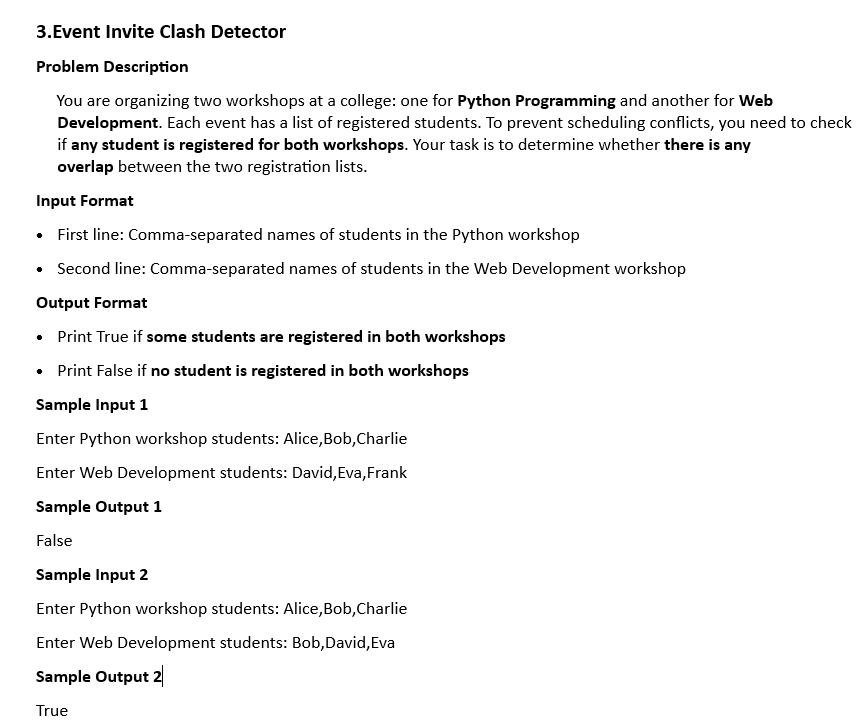 3.Event Invite Clash Detector
Problem Description
You are organizing two workshops at a college: one for Python Programming and another for Web
Development. Each event has a list of registered students. To prevent scheduling conflicts, you need to check
if any student is registered for both workshops. Your task is to determine whether there is any
overlap between the two registration lists.
Input Format
• First line: Comma-separated names of students in the Python workshop
• Second line: Comma-separated names of students in the Web Development workshop
Output Format
• Print True if some students are registered in both workshops
• Print False if no student is registered in both workshops
Sample Input 1
Enter Python workshop students: Alice,Bob,Charlie
Enter Web Development students: David,Eva,Frank
Sample Output 1
False
Sample Input 2
Enter Python workshop students: Alice,Bob,Charlie
Enter Web Development students: Bob,David,Eva
Sample Output 2
True